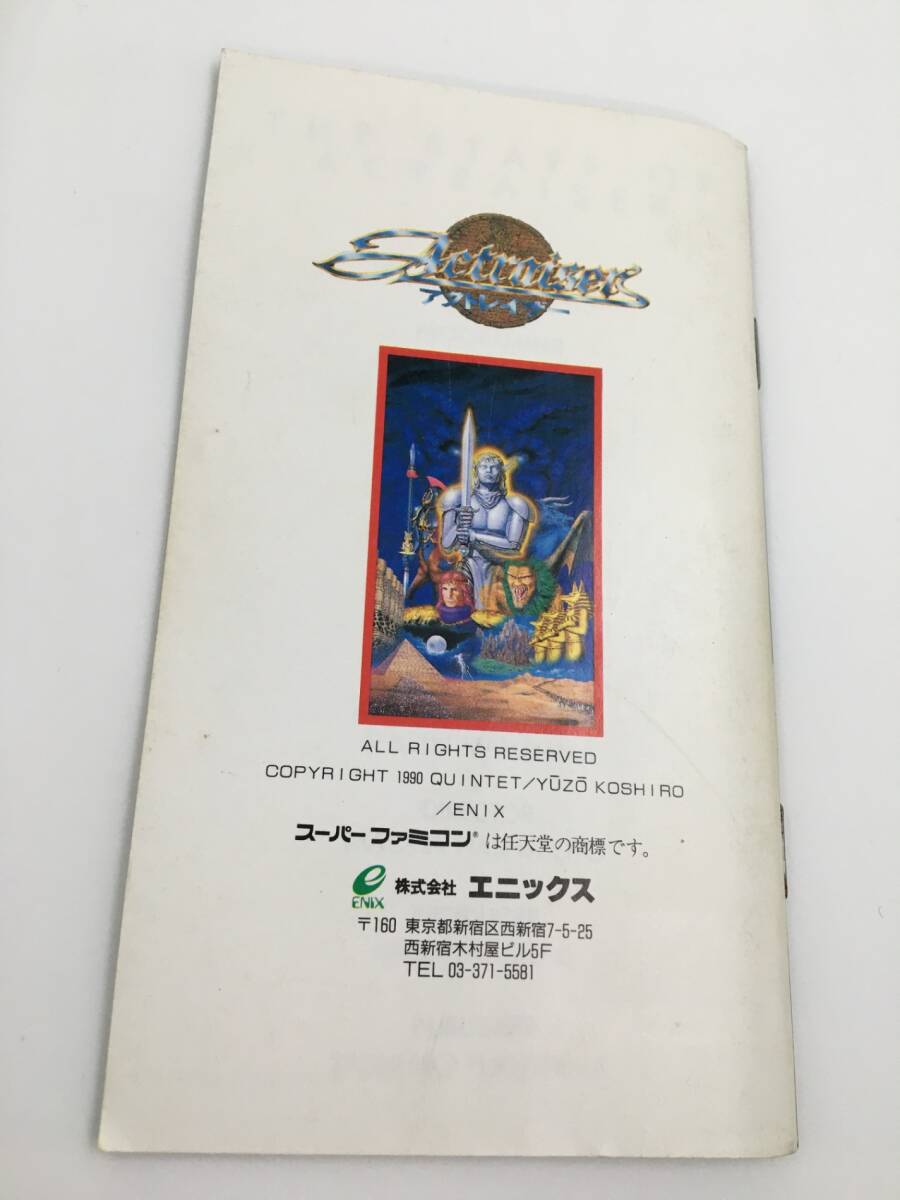 Actraiser
アクトレイザー
ALL RIGHTS RESERVED
COPYRIGHT 1990 QUINTET/YŪZŌ KOSHIRO
/ENIX
スーパーファミコン®は任天堂の商標です。
ENIX 株式会社 エニックス
〒160 東京都新宿区西新宿7-5-25
西新宿木村屋ビル5F
TEL 03-371-5581